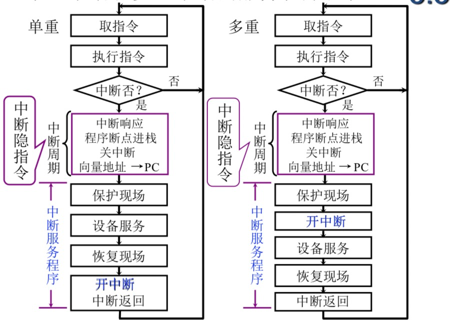 单重
取指令
执行指令
中断否?
否
是
中断隐指令
中断周期
中断响应
程序断点进栈
关中断
向量地址 →PC
中断服务程序
保护现场
设备服务
恢复现场
开中断
中断返回
多重
取指令
执行指令
中断否?
否
是
中断隐指令
中断周期
中断响应
程序断点进栈
关中断
向量地址 →PC
中断服务程序
保护现场
开中断
设备服务
恢复现场
中断返回